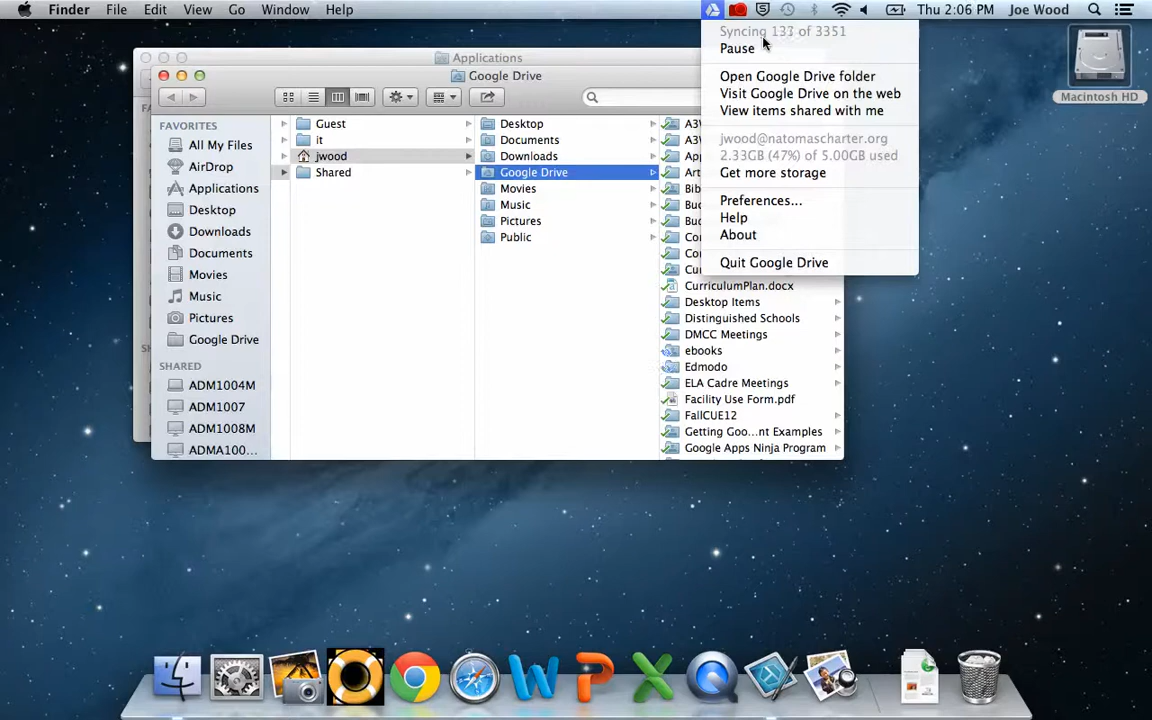 Finder File Edit View Go Window Help Thu 2:06 PM Joe Wood
Syncing 133 of 3351
Pause
Open Google Drive folder
Visit Google Drive on the web
View items shared with me
jwood@natomascharter.org
2.33GB (47%) of 5.00GB used
Get more storage
Preferences...
Help
About
Quit Google Drive
Macintosh HD
Applications
Google Drive
FAVORITES
All My Files
AirDrop
Applications
Desktop
Downloads
Documents
Movies
Music
Pictures
Google Drive
SHARED
ADM1004M
ADM1007
ADM1008M
ADMA100...
Guest
it
jwood
Shared
Desktop
Documents
Downloads
Google Drive
Movies
Music
Pictures
Public
CurriculumPlan.docx
Desktop Items
Distinguished Schools
DMCC Meetings
ebooks
Edmodo
ELA Cadre Meetings
Facility Use Form.pdf
FallCUE12
Getting Goo...nt Examples
Google Apps Ninja Program